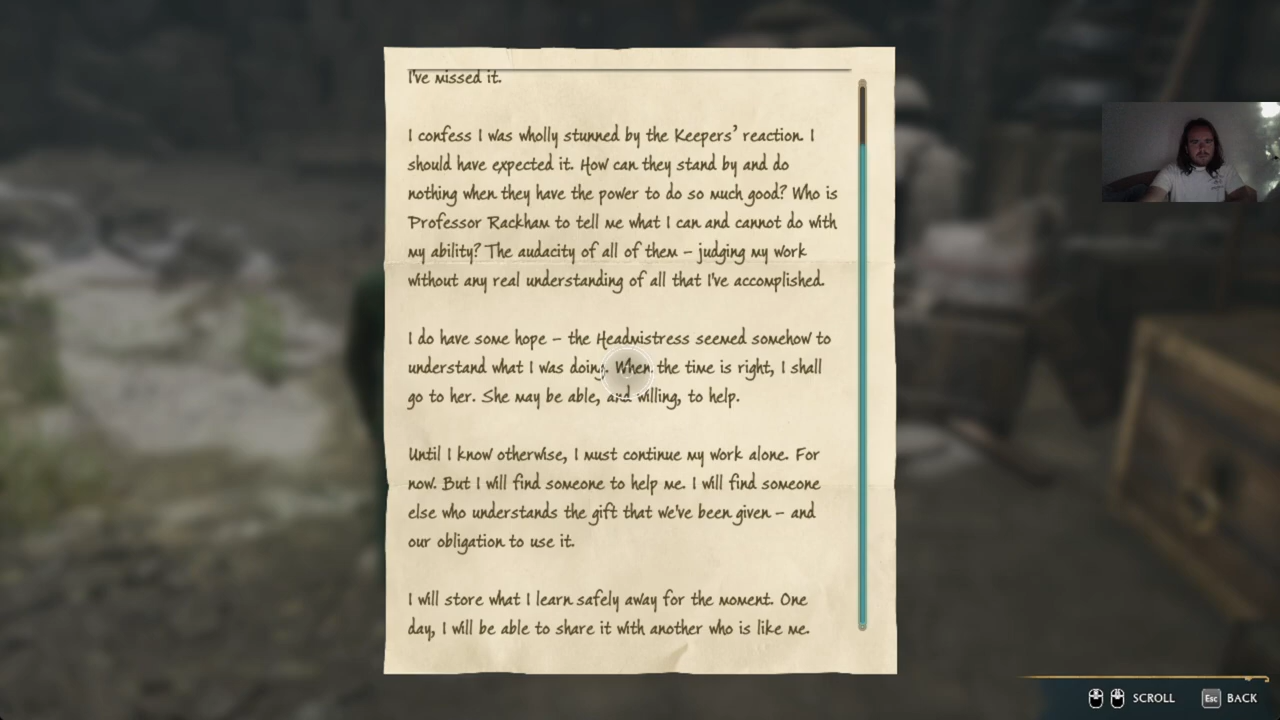 I've missed it.
I confess I was wholly stunned by the Keepers' reaction. I
should have expected it. How can they stand by and do
nothing when they have the power to do so much good? Who is
Professor Rackham to tell me what I can and cannot do with
my ability? The audacity of all of them – judging my work
without any real understanding of all that I've accomplished.
I do have some hope – the Headmistress seemed somehow to
understand what I was doing. When the time is right, I shall
go to her. She may be able, and willing, to help.
Until I know otherwise, I must continue my work alone. For
now. But I will find someone to help me. I will find someone
else who understands the gift that we've been given – and
our obligation to use it.
I will store what I learn safely away for the moment. One
day, I will be able to share it with another who is like me.
SCROLL Esc BACK